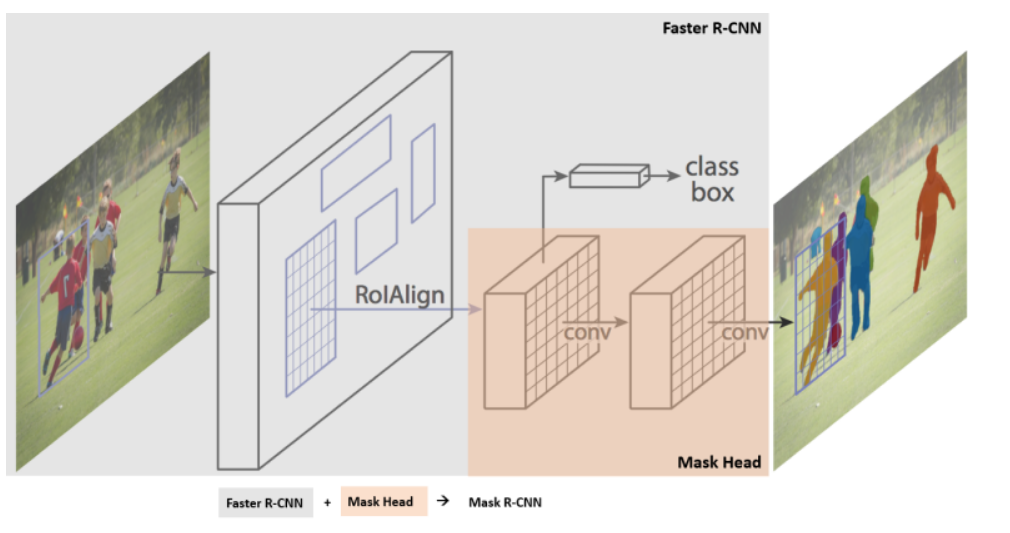 Faster R-CNN
class
box
RoIAlign
conv
conv
Mask Head
Faster R-CNN + Mask Head → Mask R-CNN